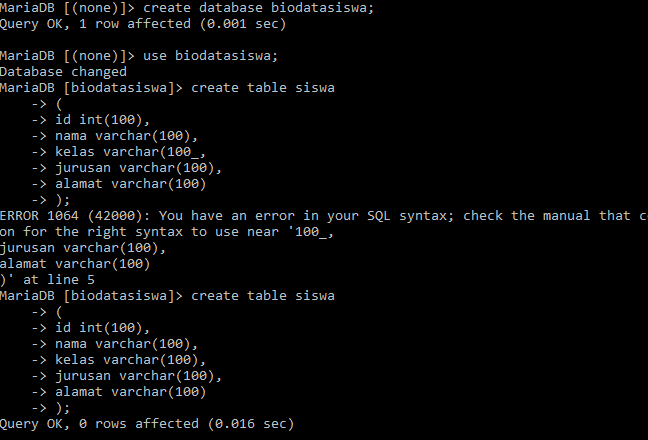 MariaDB [(none)]> create database biodatasiswa;
Query OK, 1 row affected (0.001 sec)
MariaDB [(none)]> use biodatasiswa;
Database changed
MariaDB [biodatasiswa]> create table siswa
    -> (
    -> id int(100),
    -> nama varchar(100),
    -> kelas varchar(100_,
    -> jurusan varchar(100),
    -> alamat varchar(100)
    -> );
ERROR 1064 (42000): You have an error in your SQL syntax; check the manual that
on for the right syntax to use near '100_,
jurusan varchar(100),
alamat varchar(100)
)' at line 5
MariaDB [biodatasiswa]> create table siswa
    -> (
    -> id int(100),
    -> nama varchar(100),
    -> kelas varchar(100),
    -> jurusan varchar(100),
    -> alamat varchar(100)
    -> );
Query OK, 0 rows affected (0.016 sec)